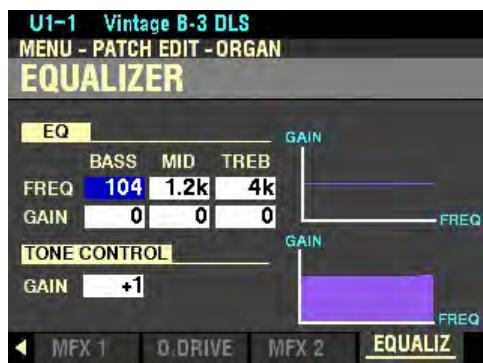 U1-1 Vintage B-3 DLS
MENU - PATCH EDIT - ORGAN
EQUALIZER
EQ
GAIN
BASS MID TREB
FREQ 104 1.2k 4k
GAIN 0 0 0
FREQ
TONE CONTROL
GAIN
GAIN +1
FREQ
MFX 1 O.DRIVE MFX 2 EQUALIZ